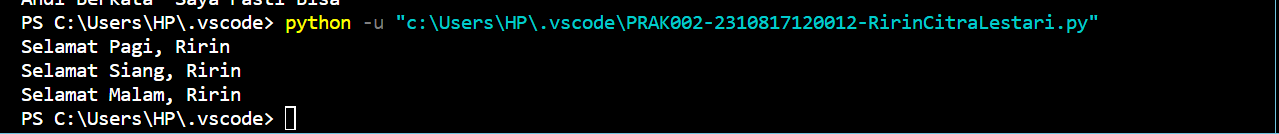 Andi Berkata "Saya Pasti Bisa"
PS C:\Users\HP\.vscode> python -u "c:\Users\HP\.vscode\PRAK002-2310817120012-RirinCitraLestari.py"
Selamat Pagi, Ririn
Selamat Siang, Ririn
Selamat Malam, Ririn
PS C:\Users\HP\.vscode>